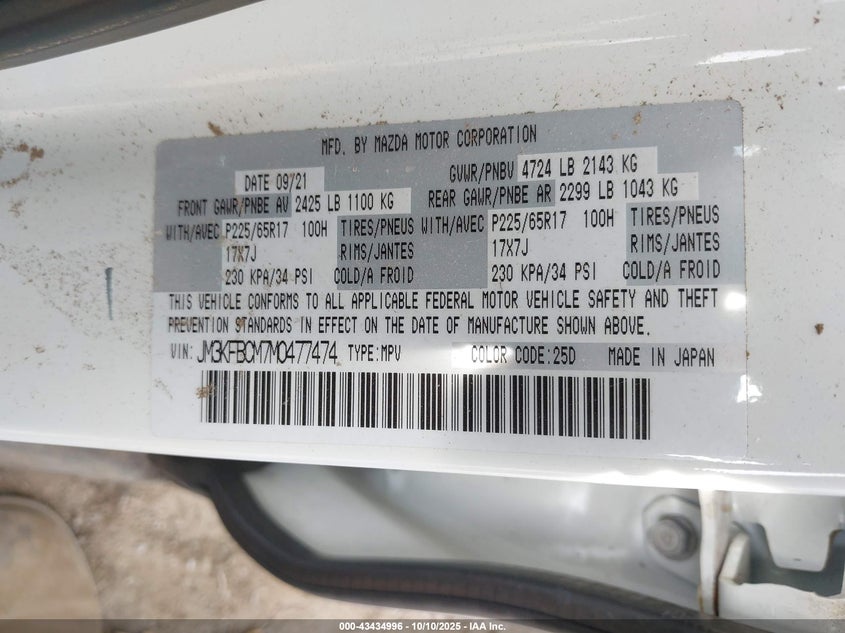 MFD. BY MAZDA MOTOR CORPORATION
DATE 09/21 GVWR/PNBV 4724 LB 2143 KG
FRONT GAWR/PNBE AV 2425 LB 1100 KG REAR GAWR/PNBE AR 2299 LB 1043 KG
WITH/AVEC P225/65R17 100H TIRES/PNEUS WITH/AVEC P225/65R17 100H TIRES/PNEUS
17X7J RIMS/JANTES 17X7J RIMS/JANTES
230 KPA/34 PSI COLD/A FROID 230 KPA/34 PSI COLD/A FROID
THIS VEHICLE CONFORMS TO ALL APPLICABLE FEDERAL MOTOR VEHICLE SAFETY AND THEFT
PREVENTION STANDARDS IN EFFECT ON THE DATE OF MANUFACTURE SHOWN ABOVE.
VIN: JM3KFBCM7M0477474 TYPE:MPV COLOR CODE:25D MADE IN JAPAN
000-43434996 - 10/10/2025 - IAA Inc.